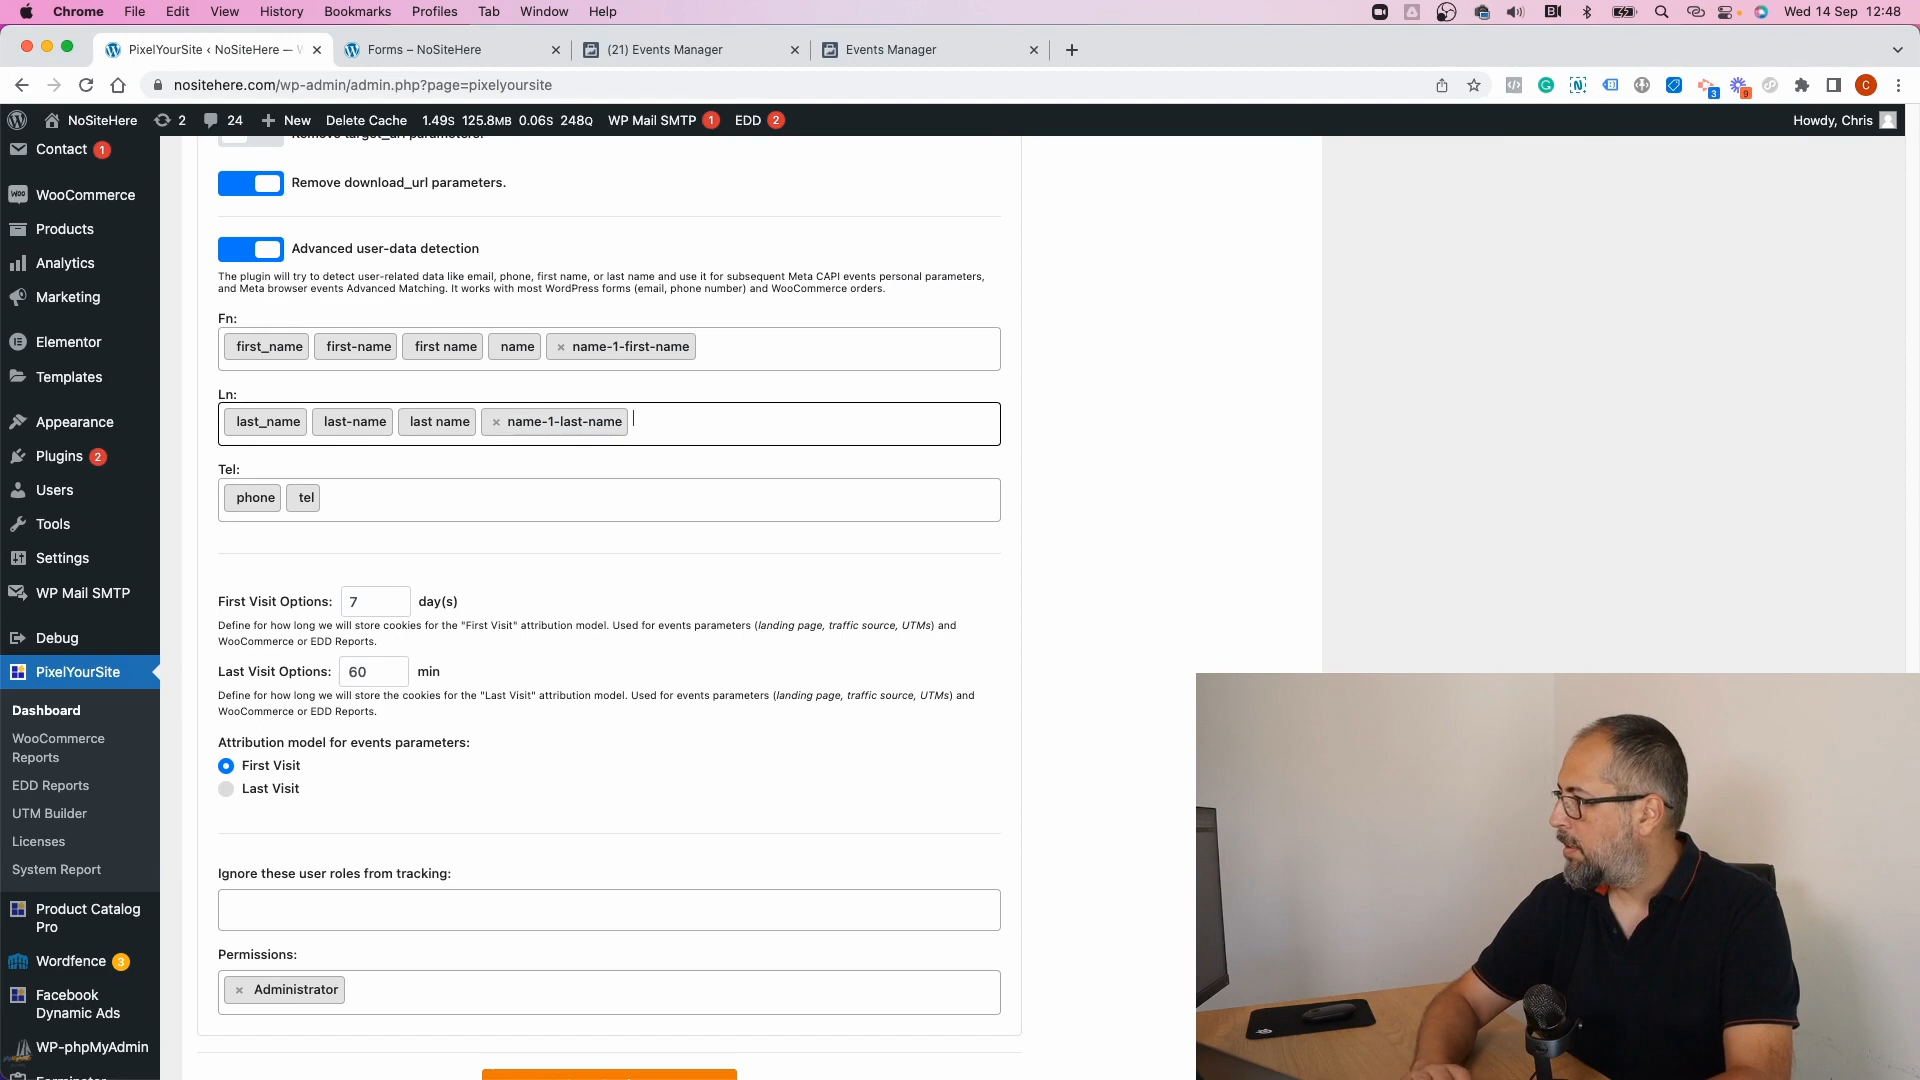 Chrome File Edit View History Bookmarks Profiles Tab Window Help Wed 14 Sep 12:48
PixelYourSite ‹ NoSiteHere — W Forms – NoSiteHere (21) Events Manager Events Manager
nositehere.com/wp-admin/admin.php?page=pixelyoursite 3 9 C
NoSiteHere 2 24 New Delete Cache 1.49S 125.8MB 0.06S 248Q WP Mail SMTP 1 EDD 2 Howdy, Chris
Contact 1
WooCommerce
Products
Analytics
Marketing
Elementor
Templates
Appearance
Plugins 2
Users
Tools
Settings
WP Mail SMTP
Debug
PixelYourSite
Dashboard
WooCommerce
Reports
EDD Reports
UTM Builder
Licenses
System Report
Product Catalog
Pro
Wordfence 3
Facebook
Dynamic Ads
WP-phpMyAdmin
Forminator
Remove target_url parameters.
Remove download_url parameters.
Advanced user-data detection
The plugin will try to detect user-related data like email, phone, first name, or last name and use it for subsequent Meta CAPI events personal parameters,
and Meta browser events Advanced Matching. It works with most WordPress forms (email, phone number) and WooCommerce orders.
Fn:
first_name first-name first name name × name-1-first-name
Ln:
last_name last-name last name × name-1-last-name
Tel:
phone tel
First Visit Options: 7 day(s)
Define for how long we will store cookies for the "First Visit" attribution model. Used for events parameters (landing page, traffic source, UTMs) and
WooCommerce or EDD Reports.
Last Visit Options: 60 min
Define for how long we will store the cookies for the "Last Visit" attribution model. Used for events parameters (landing page, traffic source, UTMs) and
WooCommerce or EDD Reports.
Attribution model for events parameters:
First Visit
Last Visit
Ignore these user roles from tracking:
Permissions:
× Administrator